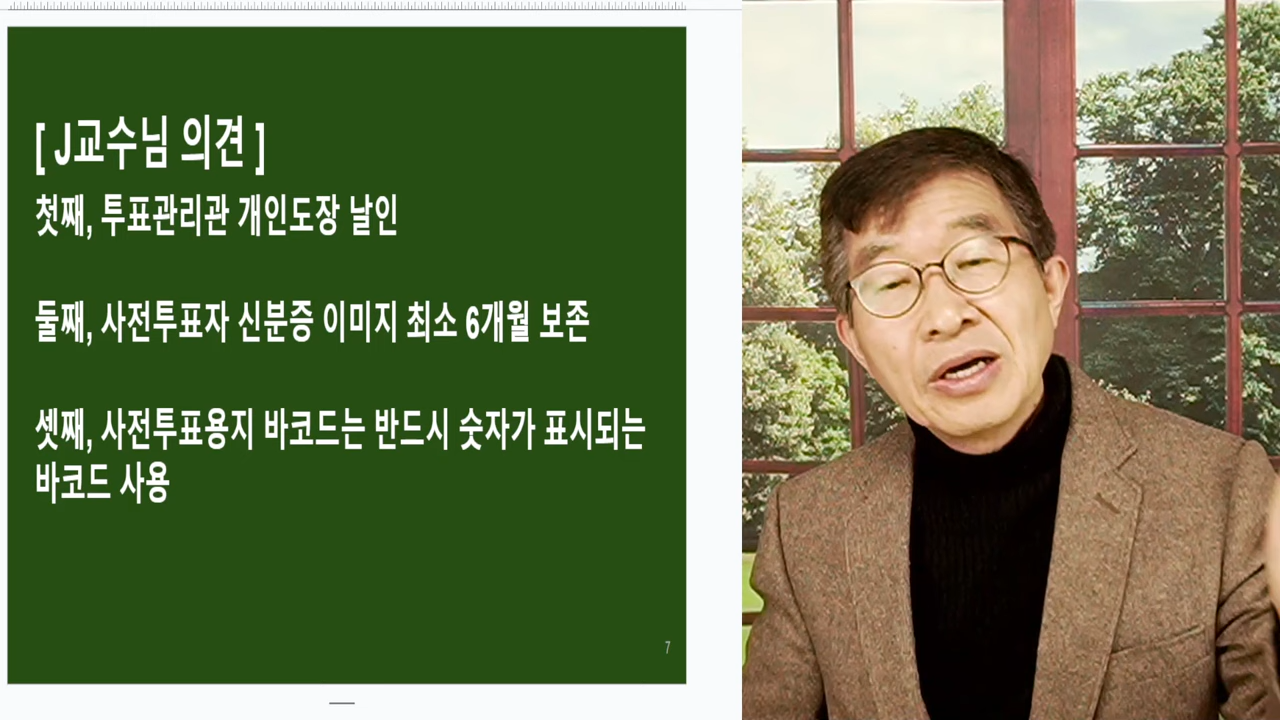 [ J교수님 의견 ]
첫째, 투표관리관 개인도장 날인
둘째, 사전투표자 신분증 이미지 최소 6개월 보존
셋째, 사전투표용지 바코드는 반드시 숫자가 표시되는
바코드 사용
7